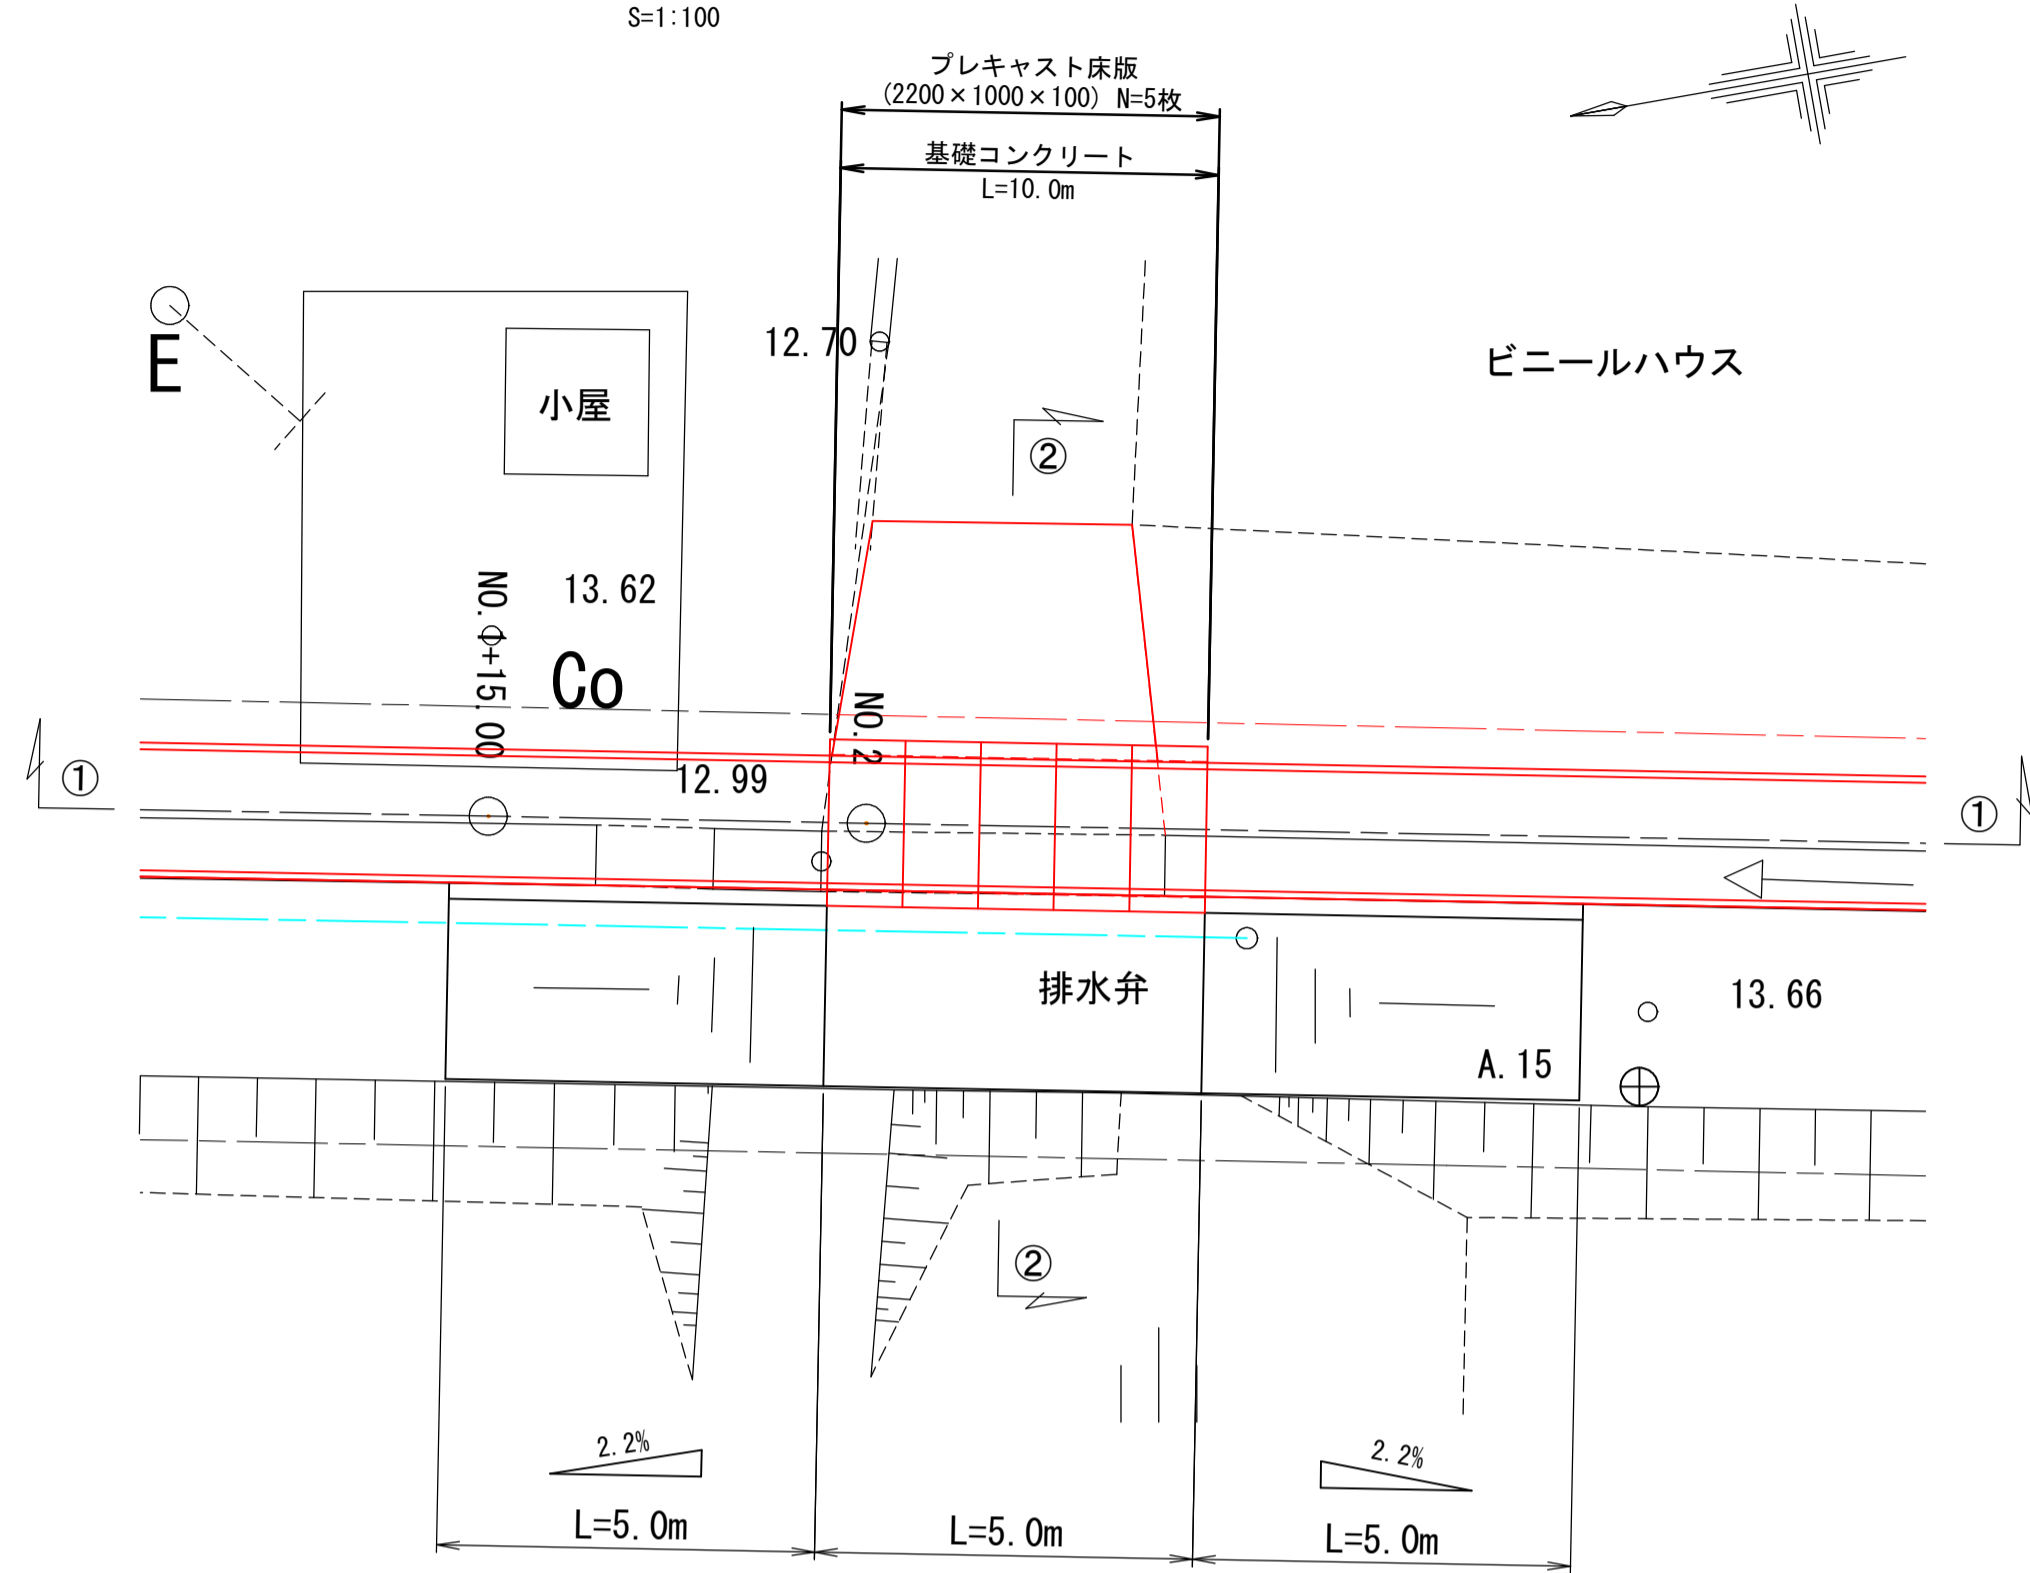 S=1:100
プレキャスト床版
(2200×1000×100) N=5枚
基礎コンクリート
L=10.0m
E
小屋
12.70
②
ビニールハウス
NO.1+15.00
13.62
Co
NO.2
①
12.99
①
排水弁
13.66
A.15
②
2.2%
2.2%
L=5.0m
L=5.0m
L=5.0m